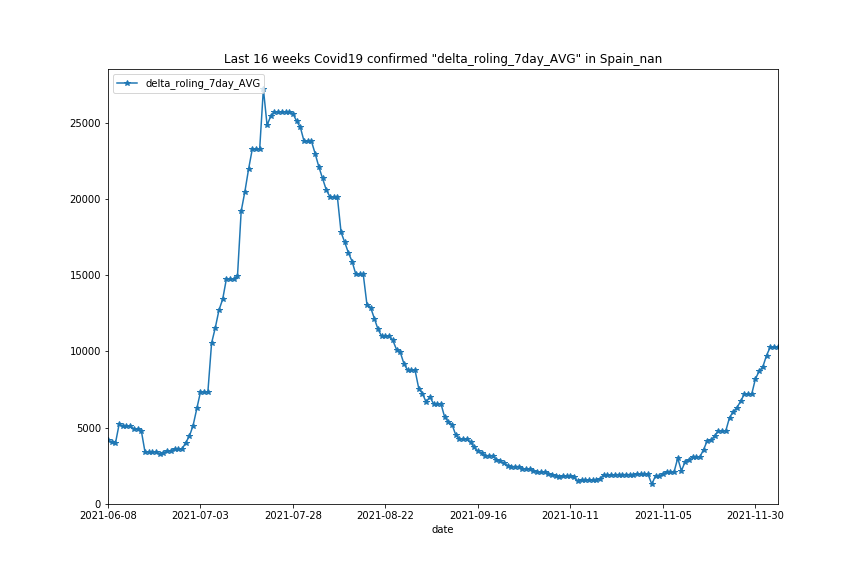 Last 16 weeks Covid19 confirmed "delta_roling_7day_AVG" in Spain_nan
delta_roling_7day_AVG
25000
20000
15000
10000
5000
0
2021-06-08 2021-07-03 2021-07-28 2021-08-22 2021-09-16 2021-10-11 2021-11-05 2021-11-30
date